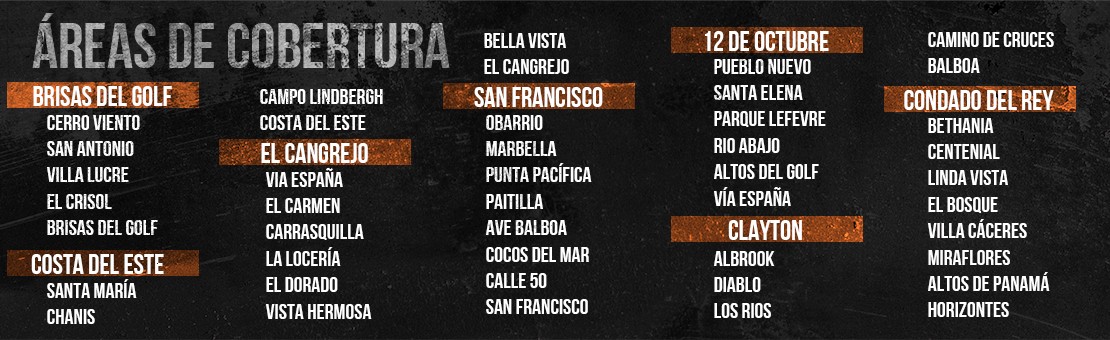 ÁREAS DE COBERTURA
BRISAS DEL GOLF
CERRO VIENTO
SAN ANTONIO
VILLA LUCRE
EL CRISOL
BRISAS DEL GOLF
COSTA DEL ESTE
SANTA MARÍA
CHANIS
CAMPO LINDBERGH
COSTA DEL ESTE
EL CANGREJO
VIA ESPAÑA
EL CARMEN
CARRASQUILLA
LA LOCERÍA
EL DORADO
VISTA HERMOSA
BELLA VISTA
EL CANGREJO
SAN FRANCISCO
OBARRIO
MARBELLA
PUNTA PACÍFICA
PAITILLA
AVE BALBOA
COCOS DEL MAR
CALLE 50
SAN FRANCISCO
12 DE OCTUBRE
PUEBLO NUEVO
SANTA ELENA
PARQUE LEFEVRE
RIO ABAJO
ALTOS DEL GOLF
VÍA ESPAÑA
CLAYTON
ALBROOK
DIABLO
LOS RIOS
CAMINO DE CRUCES
BALBOA
CONDADO DEL REY
BETHANIA
CENTENIAL
LINDA VISTA
EL BOSQUE
VILLA CÁCERES
MIRAFLORES
ALTOS DE PANAMÁ
HORIZONTES